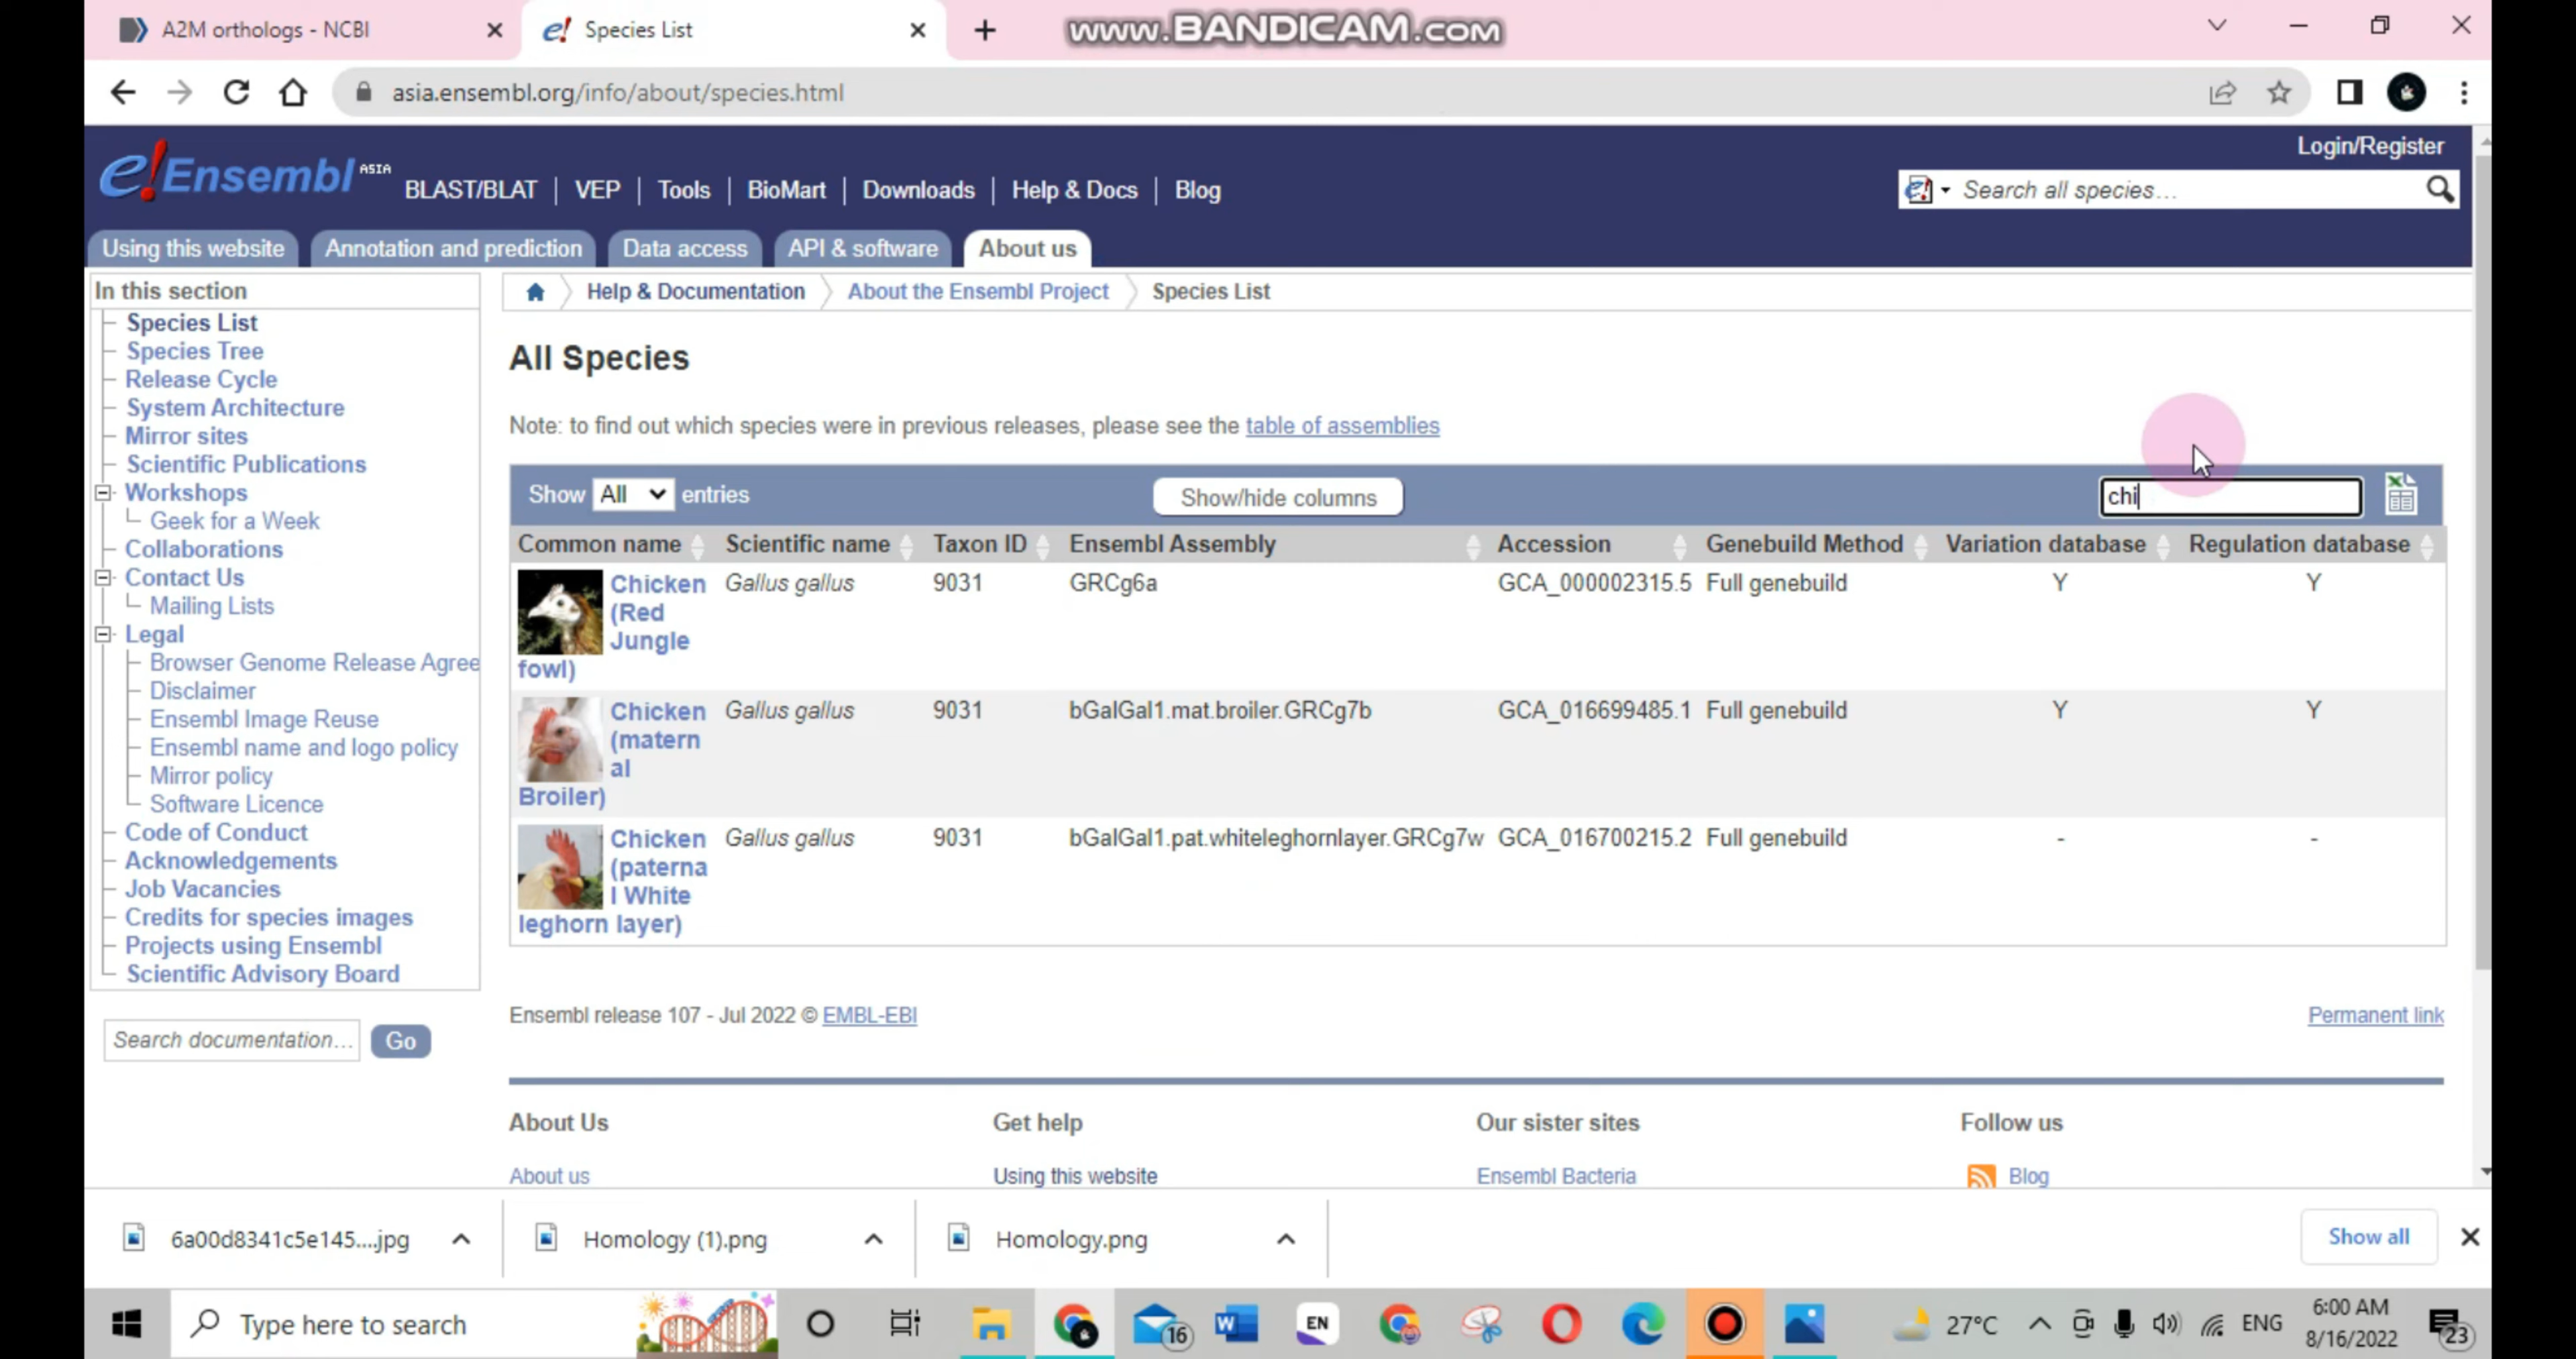 A2M orthologs - NCBI
Species List
www.BANDICAM.com
asia.ensembl.org/info/about/species.html
Login/Register
e!Ensembl ASIA
BLAST/BLAT | VEP | Tools | BioMart | Downloads | Help & Docs | Blog
e! Search all species…
Using this website
Annotation and prediction
Data access
API & software
About us
In this section
Species List
Species Tree
Release Cycle
System Architecture
Mirror sites
Scientific Publications
Workshops
Geek for a Week
Collaborations
Contact Us
Mailing Lists
Legal
Browser Genome Release Agree
Disclaimer
Ensembl Image Reuse
Ensembl name and logo policy
Mirror policy
Software Licence
Code of Conduct
Acknowledgements
Job Vacancies
Credits for species images
Projects using Ensembl
Scientific Advisory Board
Search documentation…
Go
Help & Documentation
About the Ensembl Project
Species List
All Species
Note: to find out which species were in previous releases, please see the table of assemblies
Show All entries
Show/hide columns
chi
Common name Scientific name Taxon ID Ensembl Assembly Accession Genebuild Method Variation database Regulation database
Chicken Gallus gallus 9031 GRCg6a GCA_000002315.5 Full genebuild Y Y
(Red
Jungle
fowl)
Chicken Gallus gallus 9031 bGalGal1.mat.broiler.GRCg7b GCA_016699485.1 Full genebuild Y Y
(matern
al
Broiler)
Chicken Gallus gallus 9031 bGalGal1.pat.whiteleghornlayer.GRCg7w GCA_016700215.2 Full genebuild - -
(paterna
l White
leghorn layer)
Ensembl release 107 - Jul 2022 © EMBL-EBI
Permanent link
About Us
Get help
Our sister sites
Follow us
About us
Using this website
Ensembl Bacteria
Blog
6a00d8341c5e145....jpg
Homology (1).png
Homology.png
Show all
Type here to search
16
W
EN
27°C
ENG
6:00 AM
8/16/2022
23